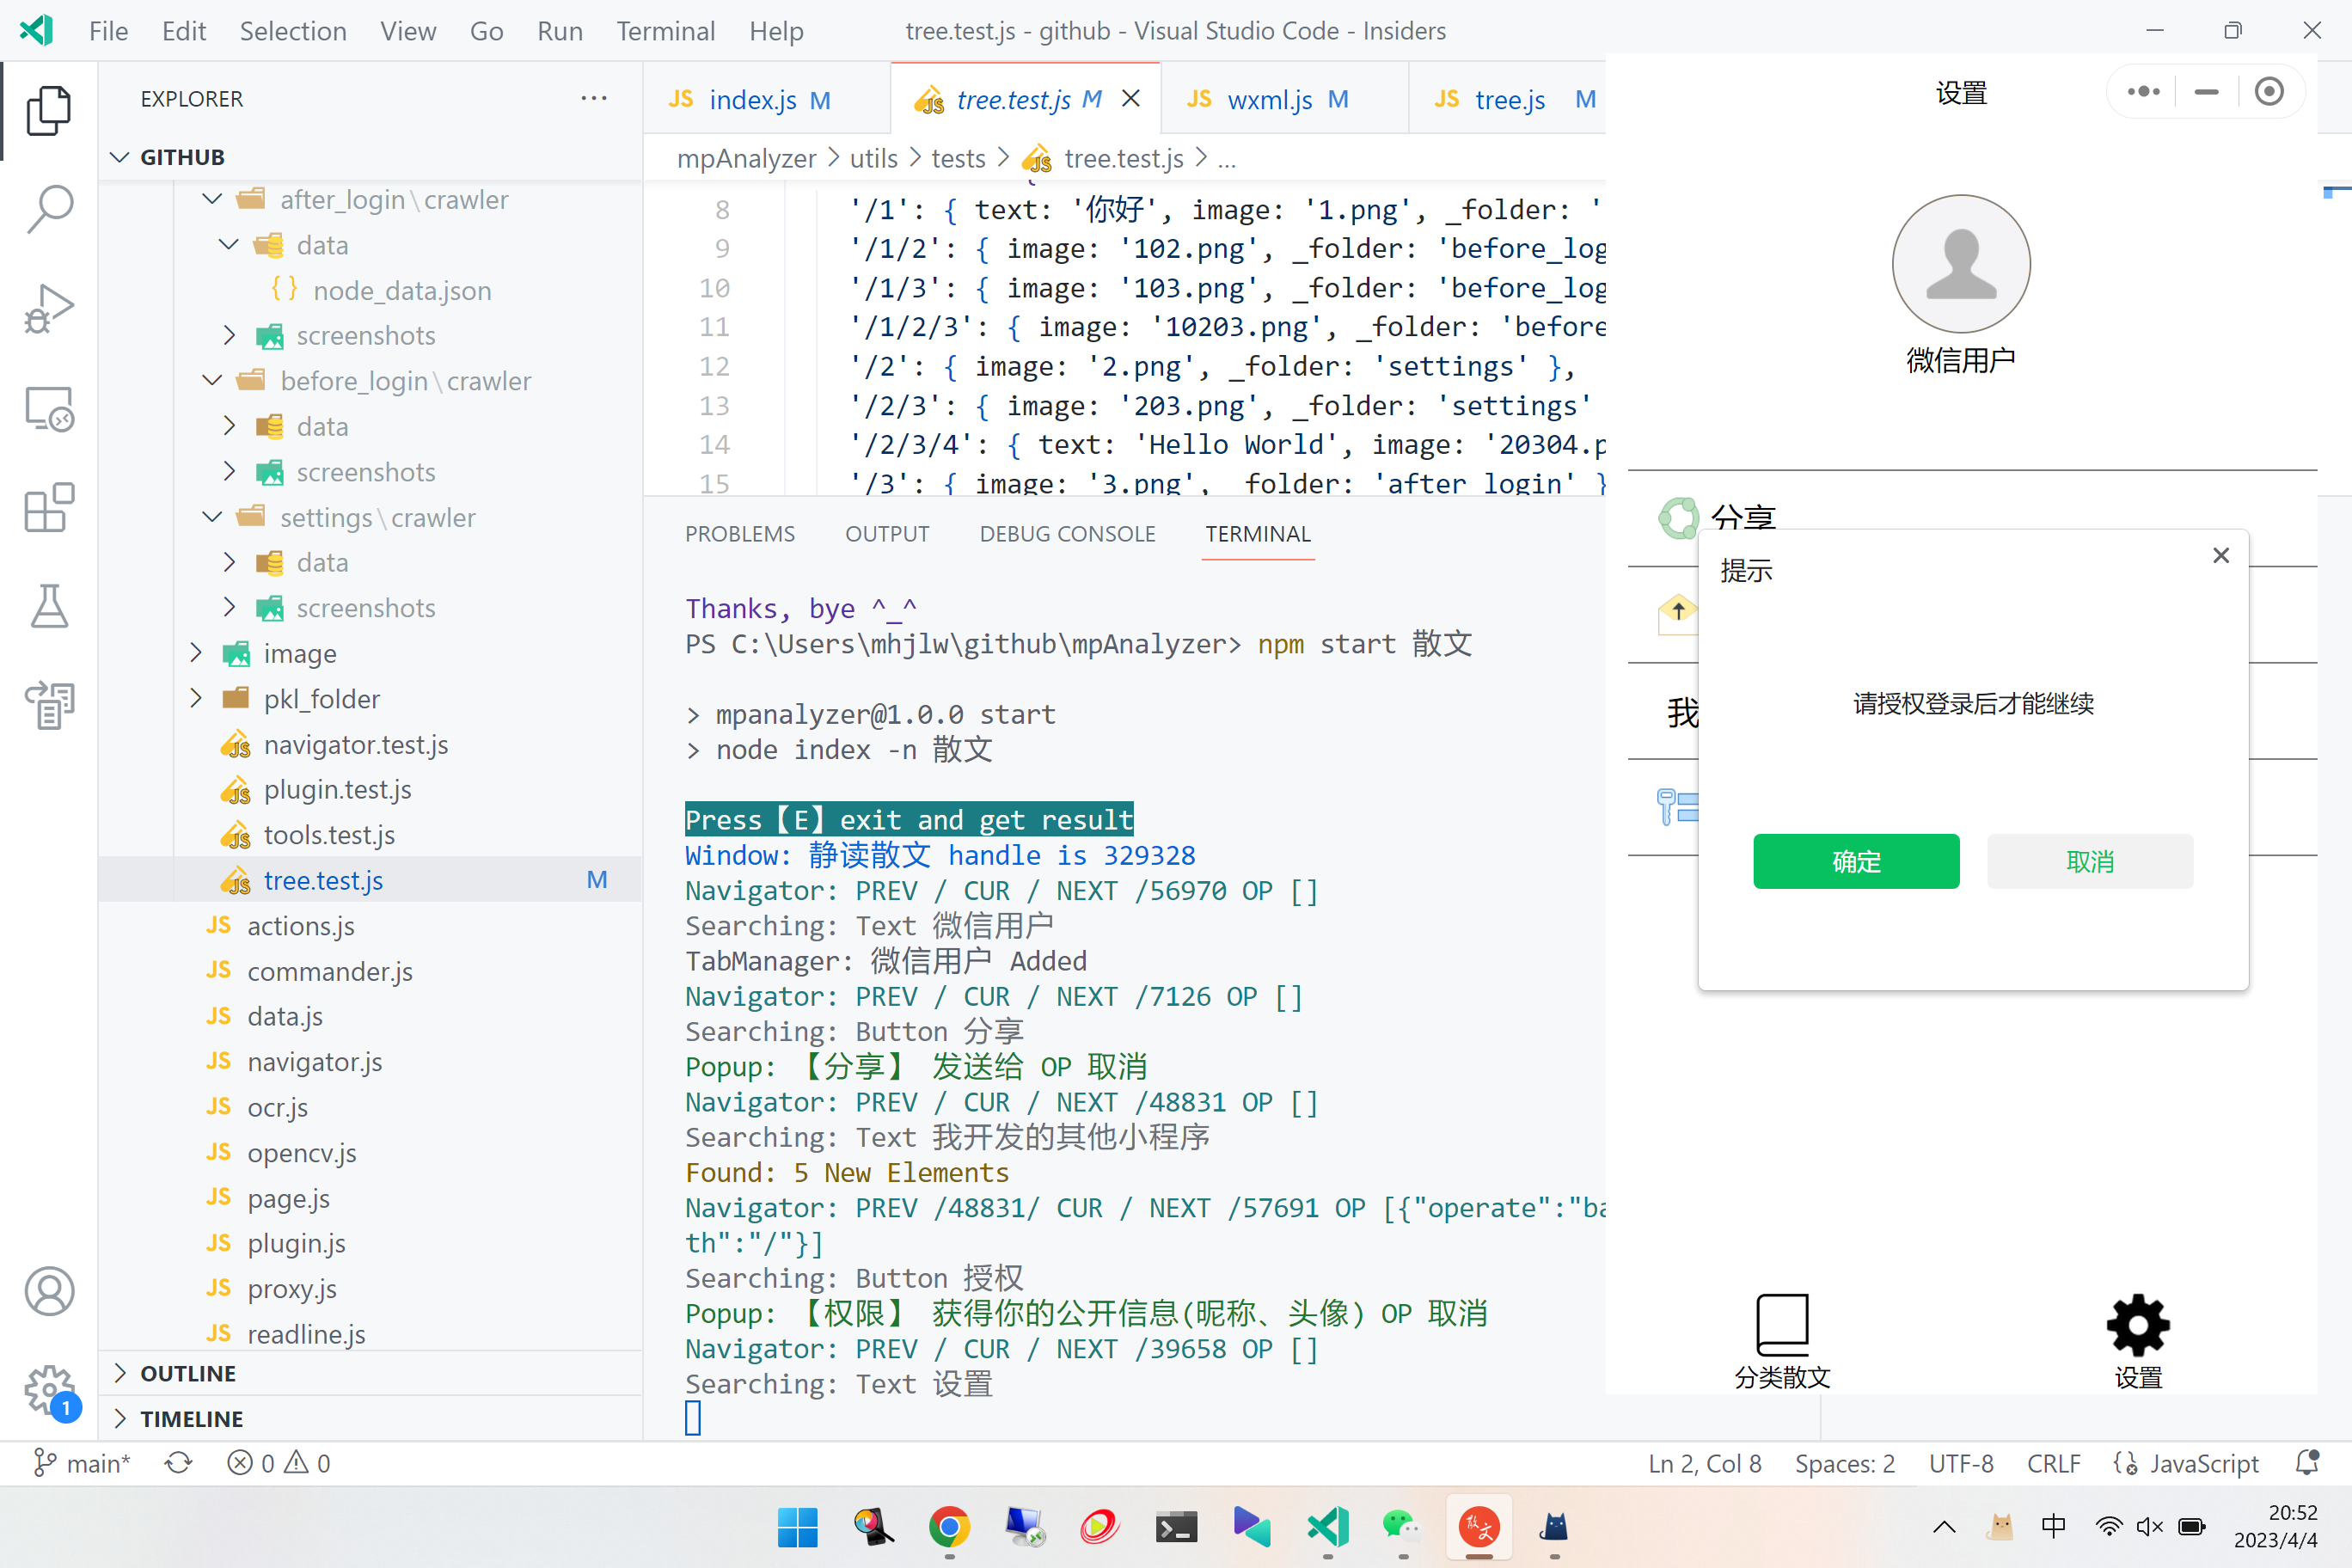 File Edit Selection View Go Run Terminal Help
tree.test.js - github - Visual Studio Code - Insiders
EXPLORER
GITHUB
after_login\crawler
data
node_data.json
screenshots
before_login\crawler
data
screenshots
settings\crawler
data
screenshots
image
pkl_folder
navigator.test.js
plugin.test.js
tools.test.js
tree.test.js M
JS actions.js
JS commander.js
JS data.js
JS navigator.js
JS ocr.js
JS opencv.js
JS page.js
JS plugin.js
JS proxy.js
JS readline.js
OUTLINE
TIMELINE
1
JS index.js M
JS tree.test.js M
JS wxml.js M
JS tree.js M
mpAnalyzer > utils > tests > JS tree.test.js > ...
8 '/1': { text: '你好', image: '1.png', _folder: '
9 '/1/2': { image: '102.png', _folder: 'before_log
10 '/1/3': { image: '103.png', _folder: 'before_log
11 '/1/2/3': { image: '10203.png', _folder: 'before
12 '/2': { image: '2.png', _folder: 'settings' },
13 '/2/3': { image: '203.png', _folder: 'settings'
14 '/2/3/4': { text: 'Hello World', image: '20304.p
15 '/3': { image: '3.png', _folder: 'after_login' }
PROBLEMS OUTPUT DEBUG CONSOLE TERMINAL
Thanks, bye ^_^
PS C:\Users\mhjlw\github\mpAnalyzer> npm start 散文
> mpanalyzer@1.0.0 start
> node index -n 散文
Press【E】exit and get result
Window: 静读散文 handle is 329328
Navigator: PREV / CUR / NEXT /56970 OP []
Searching: Text 微信用户
TabManager: 微信用户 Added
Navigator: PREV / CUR / NEXT /7126 OP []
Searching: Button 分享
Popup: 【分享】 发送给 OP 取消
Navigator: PREV / CUR / NEXT /48831 OP []
Searching: Text 我开发的其他小程序
Found: 5 New Elements
Navigator: PREV /48831/ CUR / NEXT /57691 OP [{"operate":"ba
th":"/"}]
Searching: Button 授权
Popup: 【权限】 获得你的公开信息(昵称、头像) OP 取消
Navigator: PREV / CUR / NEXT /39658 OP []
Searching: Text 设置
设置
微信用户
分享
我
提示
请授权登录后才能继续
确定
取消
分类散文
设置
main* 0 0
Ln 2, Col 8 Spaces: 2 UTF-8 CRLF JavaScript
散文
中
20:52
2023/4/4